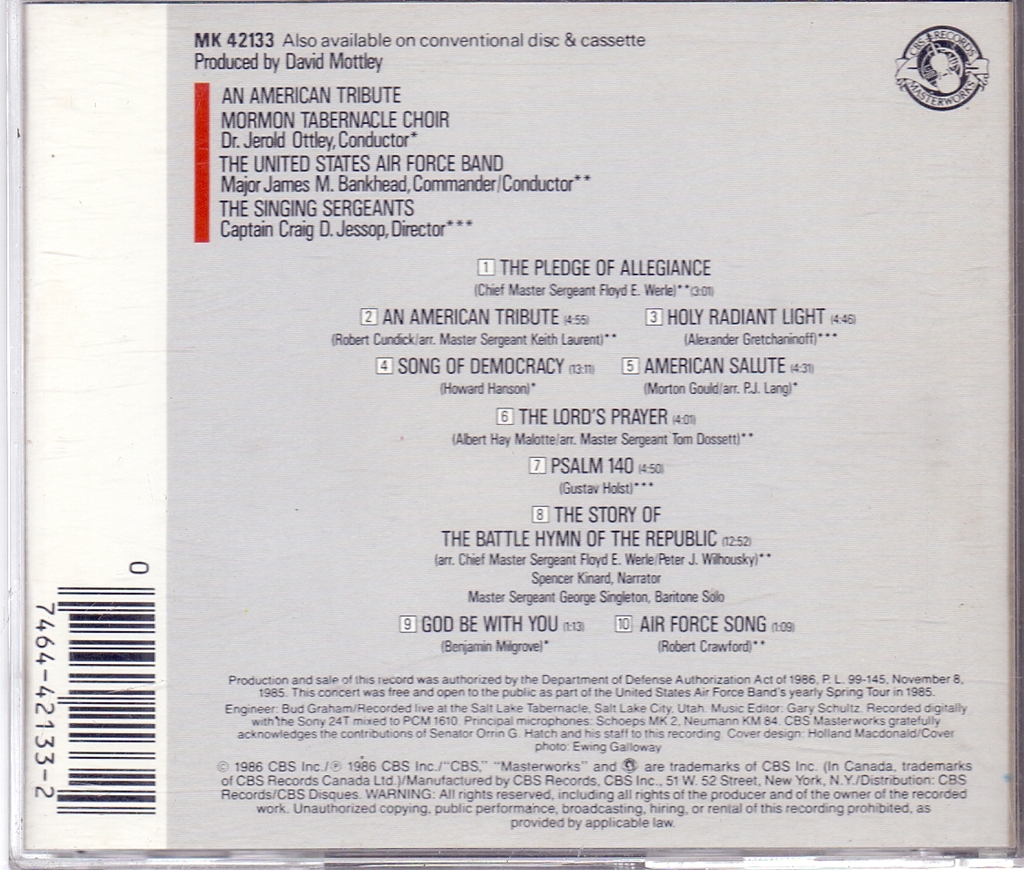 MK 42133 Also available on conventional disc & cassette
Produced by David Mottley
CBS RECORDS
MASTERWORKS
AN AMERICAN TRIBUTE
MORMON TABERNACLE CHOIR
Dr. Jerold Ottley, Conductor*
THE UNITED STATES AIR FORCE BAND
Major James M. Bankhead, Commander/Conductor**
THE SINGING SERGEANTS
Captain Craig D. Jessop, Director***
1 THE PLEDGE OF ALLEGIANCE
(Chief Master Sergeant Floyd E. Werle)**(3:01)
2 AN AMERICAN TRIBUTE (4:55) 3 HOLY RADIANT LIGHT (4:46)
(Robert Cundick/arr. Master Sergeant Keith Laurent)** (Alexander Gretchaninoff)***
4 SONG OF DEMOCRACY (13:11) 5 AMERICAN SALUTE (4:31)
(Howard Hanson)* (Morton Gould/arr. P.J. Lang)*
6 THE LORD'S PRAYER (4:01)
(Albert Hay Malotte/arr. Master Sergeant Tom Dossett)**
7 PSALM 140 (4:50)
(Gustav Holst)***
8 THE STORY OF
THE BATTLE HYMN OF THE REPUBLIC (12:52)
(arr. Chief Master Sergeant Floyd E. Werle/Peter J. Wilhousky)**
Spencer Kinard, Narrator
Master Sergeant George Singleton, Baritone Solo
9 GOD BE WITH YOU (1:13) 10 AIR FORCE SONG (1:09)
(Benjamin Milgrove)* (Robert Crawford)**
Production and sale of this record was authorized by the Department of Defense Authorization Act of 1986, P. L. 99-145, November 8,
1985. This concert was free and open to the public as part of the United States Air Force Band's yearly Spring Tour in 1985.
Engineer: Bud Graham/Recorded live at the Salt Lake Tabernacle, Salt Lake City, Utah. Music Editor: Gary Schultz. Recorded digitally
with the Sony 24T mixed to PCM 1610. Principal microphones: Schoeps MK 2, Neumann KM 84. CBS Masterworks gratefully
acknowledges the contributions of Senator Orrin G. Hatch and his staff to this recording. Cover design: Holland Macdonald/Cover
photo: Ewing Galloway
© 1986 CBS Inc./℗ 1986 CBS Inc./"CBS," "Masterworks" and are trademarks of CBS Inc. (In Canada, trademarks
of CBS Records Canada Ltd.)/Manufactured by CBS Records, CBS Inc., 51 W. 52 Street, New York, N.Y./Distribution: CBS
Records/CBS Disques. WARNING: All rights reserved, including all rights of the producer and of the owner of the recorded
work. Unauthorized copying, public performance, broadcasting, hiring, or rental of this recording prohibited, as
provided by applicable law.
0
7464-42133-2